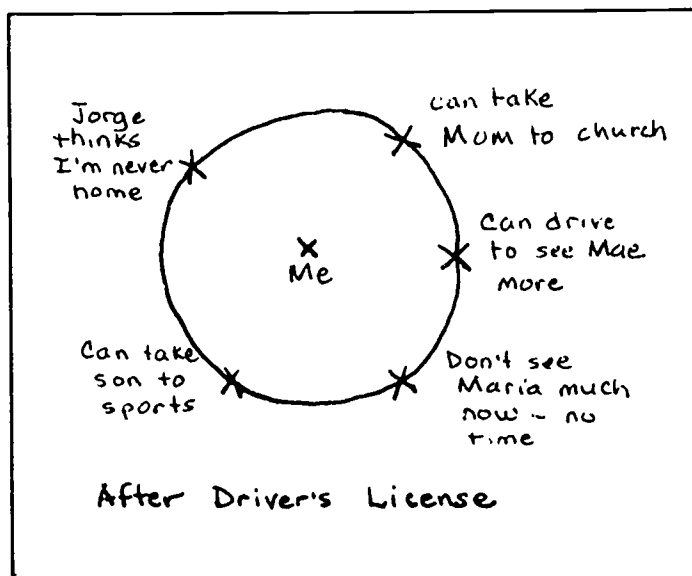 Jorge
thinks
I'm never
home
can take
Mom to church
Can drive
to see Mae
more
Me
Can take
son to
sports
Don't see
Maria much
now - no
time
After Driver's License